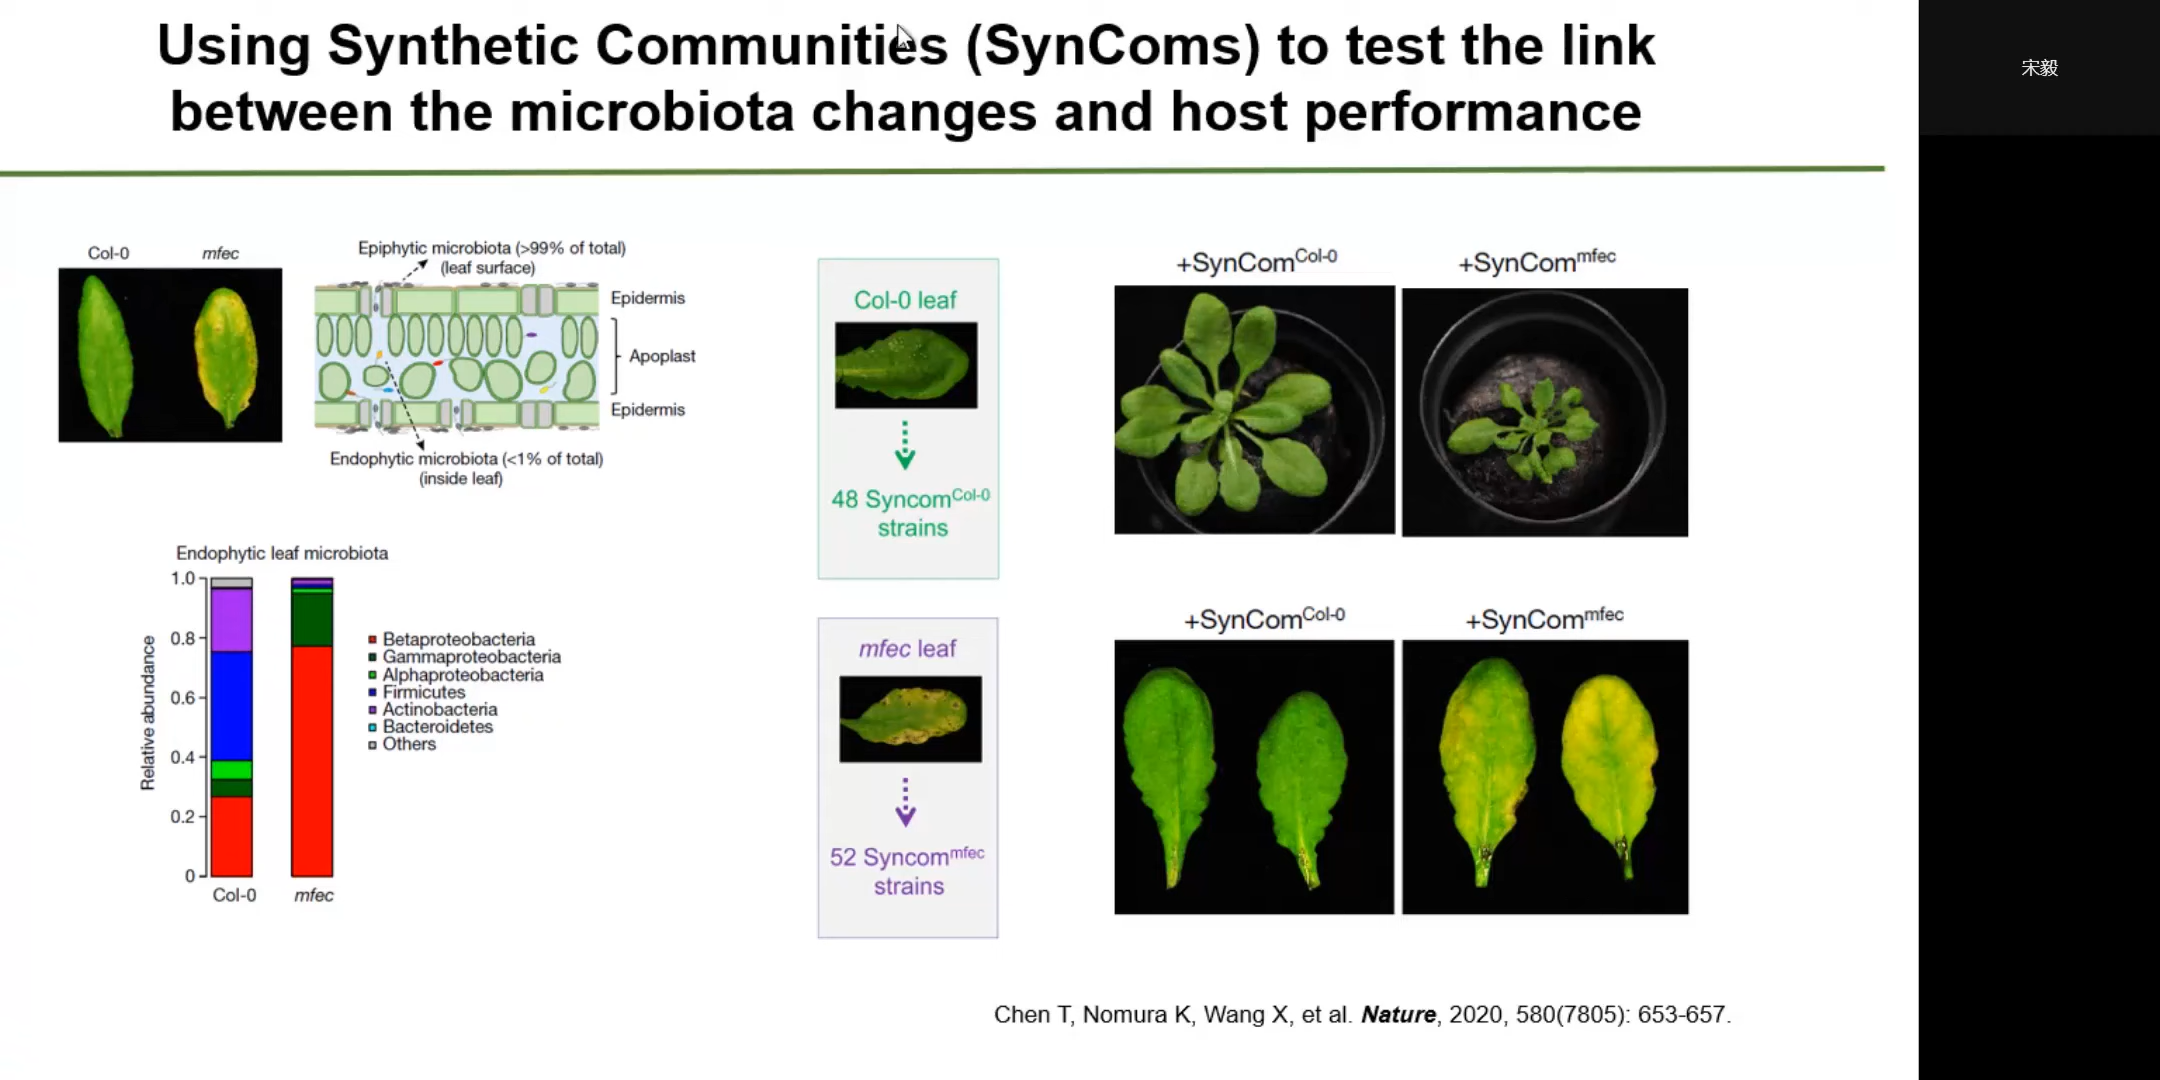 Using Synthetic Communities (SynComs) to test the link
between the microbiota changes and host performance
宋毅
Col-0
mfec
Epiphytic microbiota (>99% of total)
(leaf surface)
Epidermis
Apoplast
Epidermis
Endophytic microbiota (<1% of total)
(inside leaf)
Endophytic leaf microbiota
Relative abundance
1.0
0.8
0.6
0.4
0.2
0
Col-0
mfec
Betaproteobacteria
Gammaproteobacteria
Alphaproteobacteria
Firmicutes
Actinobacteria
Bacteroidetes
Others
Col-0 leaf
48 Syncom^Col-0
strains
mfec leaf
52 Syncom^mfec
strains
+SynCom^Col-0
+SynCom^mfec
+SynCom^Col-0
+SynCom^mfec
Chen T, Nomura K, Wang X, et al. Nature, 2020, 580(7805): 653-657.